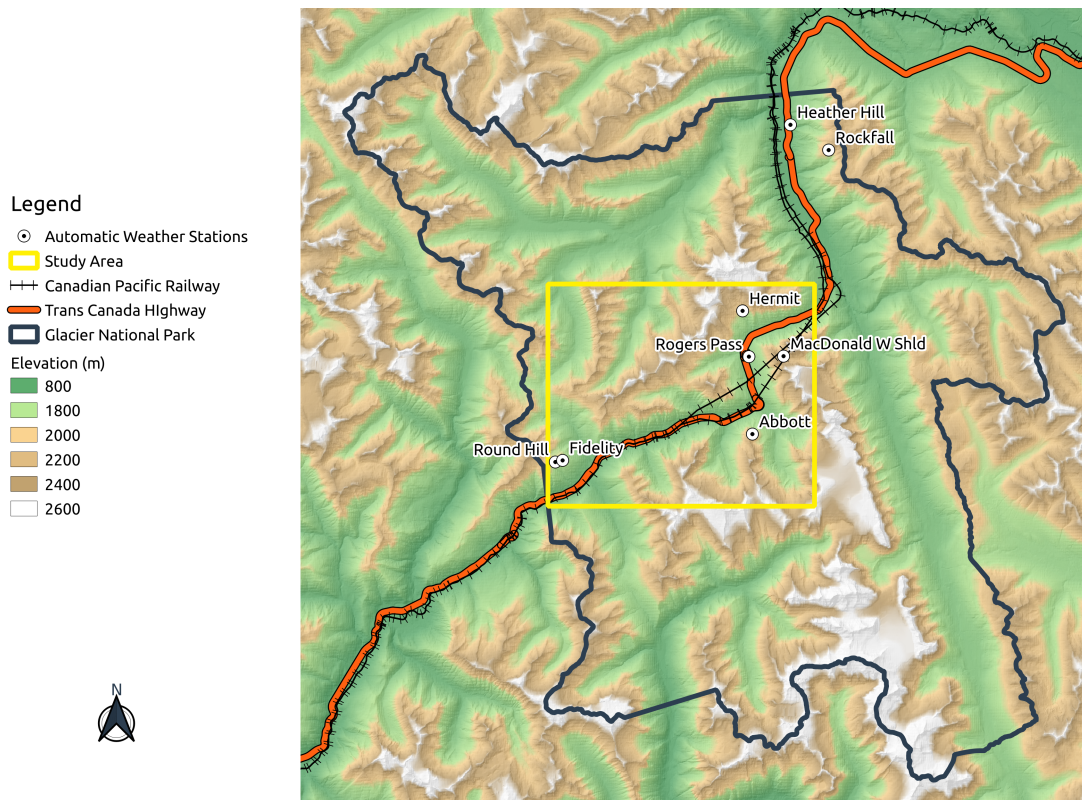 Legend
Automatic Weather Stations
Study Area
Canadian Pacific Railway
Trans Canada HIghway
Glacier National Park
Elevation (m)
800
1800
2000
2200
2400
2600
N
Heather Hill
Rockfall
Hermit
Rogers Pass
MacDonald W Shld
Abbott
Round Hill
Fidelity